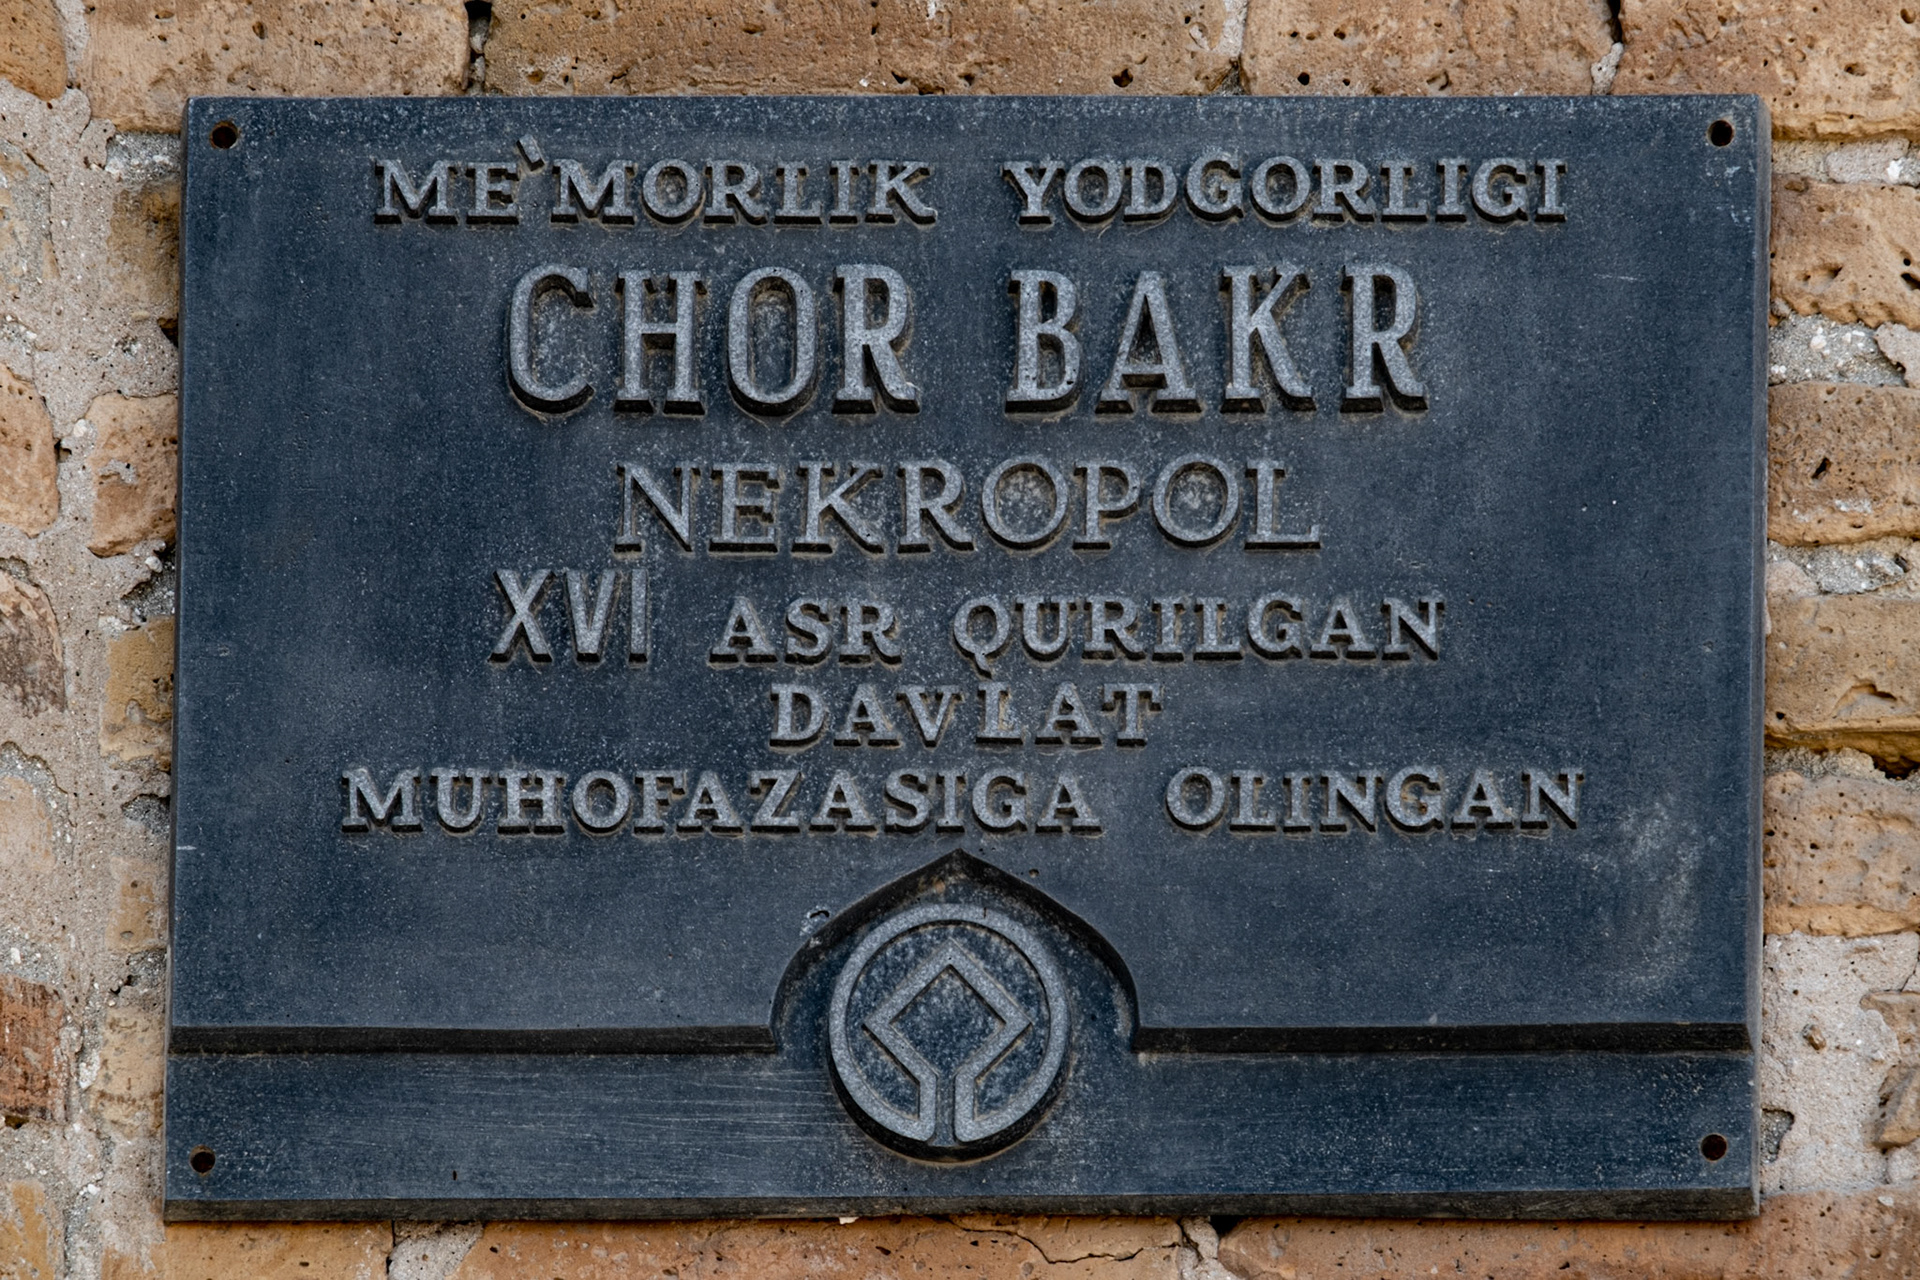 ME'MORLIK YODGORLIGI
CHOR BAKR
NEKROPOL
XVI ASR QURILGAN
DAVLAT
MUHOFAZASIGA OLINGAN